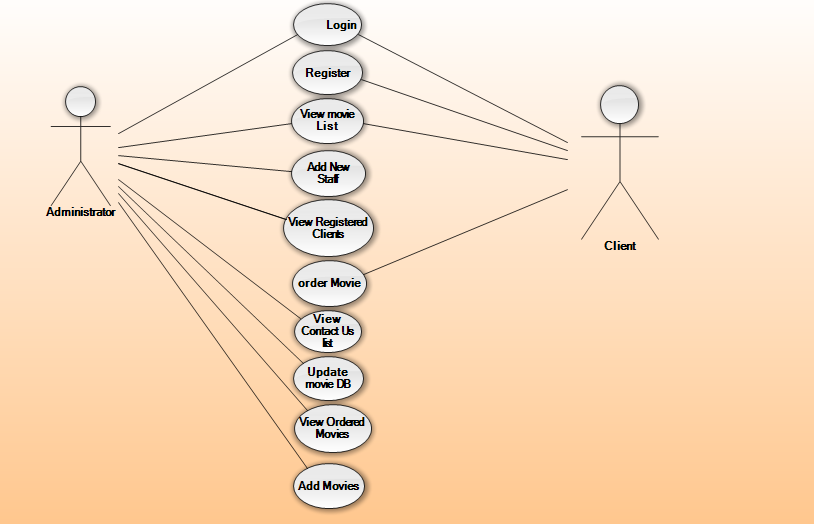 Login
Register
View movie
List
Add New
Staff
Administrator
View Registered
Clients
Client
order Movie
View
Contact Us
list
Update
movie DB
View Ordered
Movies
Add Movies